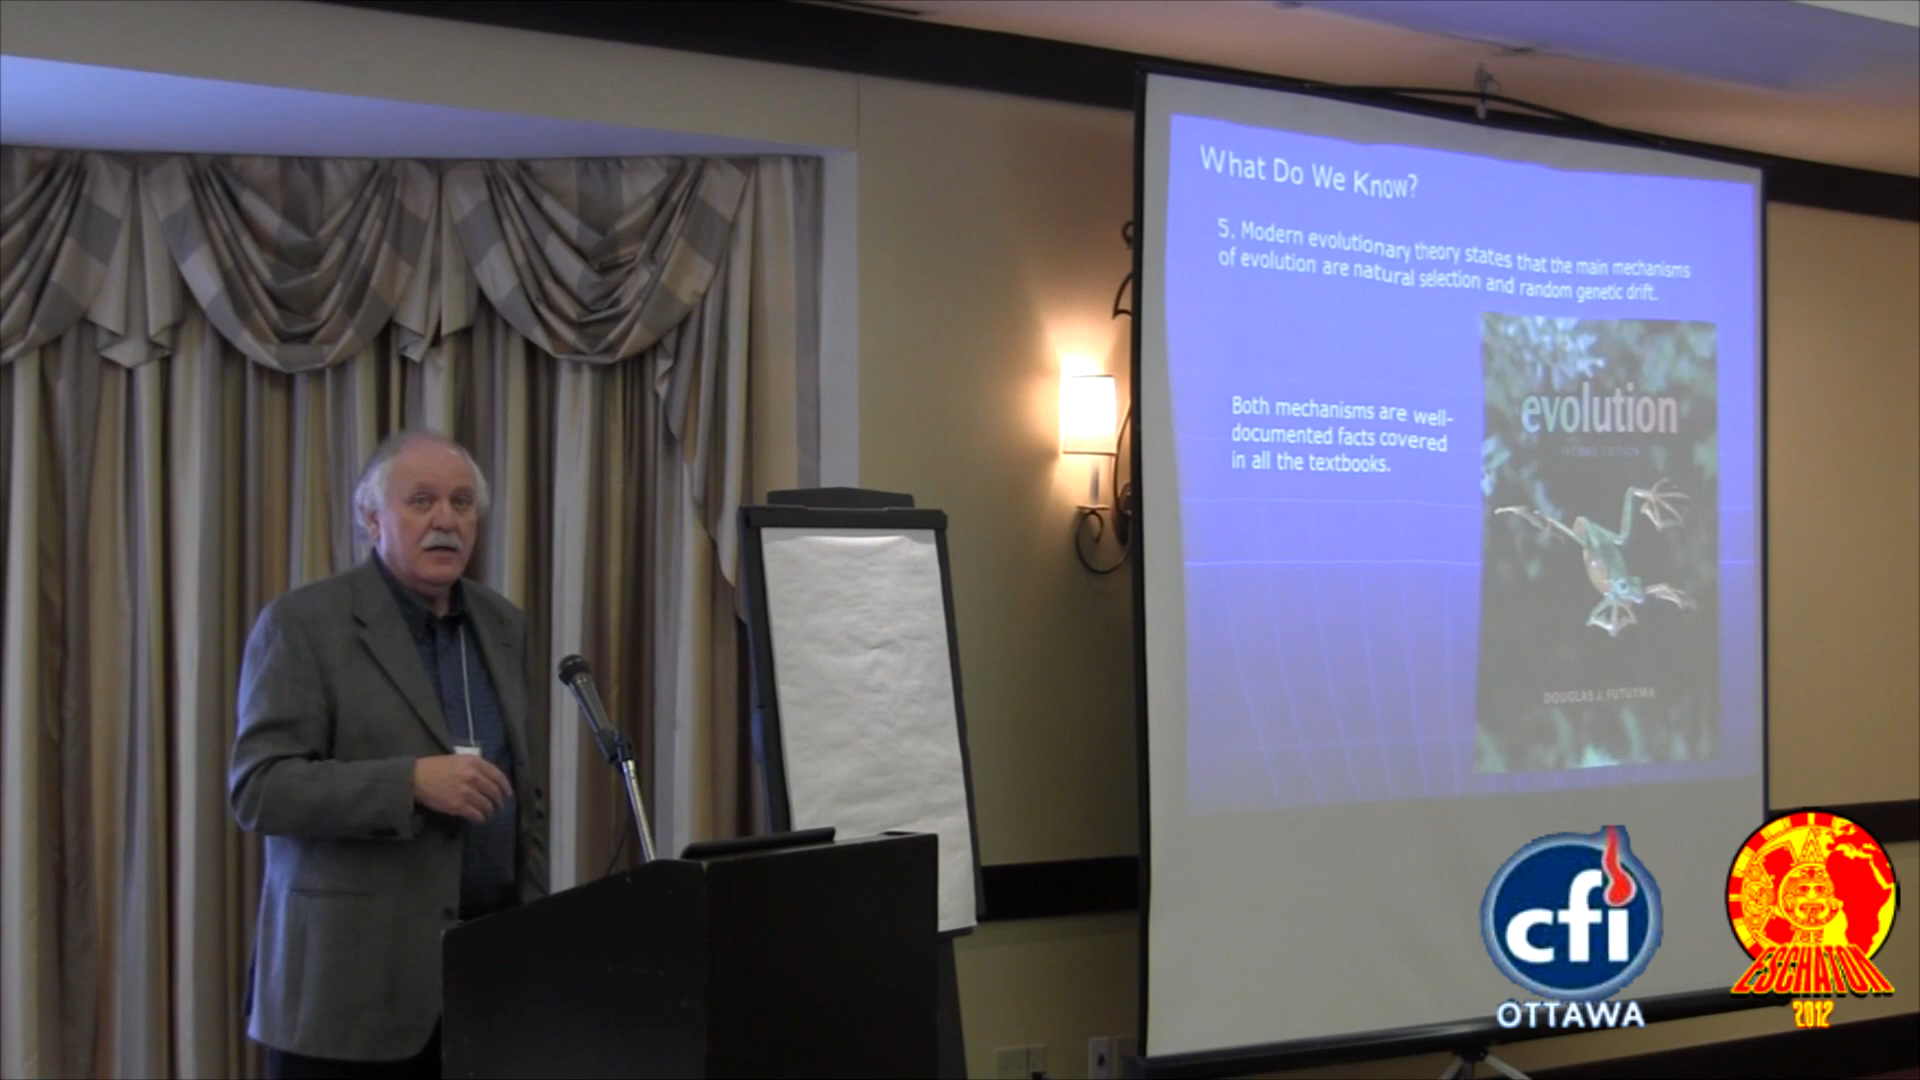 What Do We Know?
5. Modern evolutionary theory states that the main mechanisms
of evolution are natural selection and random genetic drift.
Both mechanisms are well-
documented facts covered
in all the textbooks.
evolution
SECOND EDITION
DOUGLAS J. FUTUYMA
cfi
OTTAWA
ESCHATON
2012